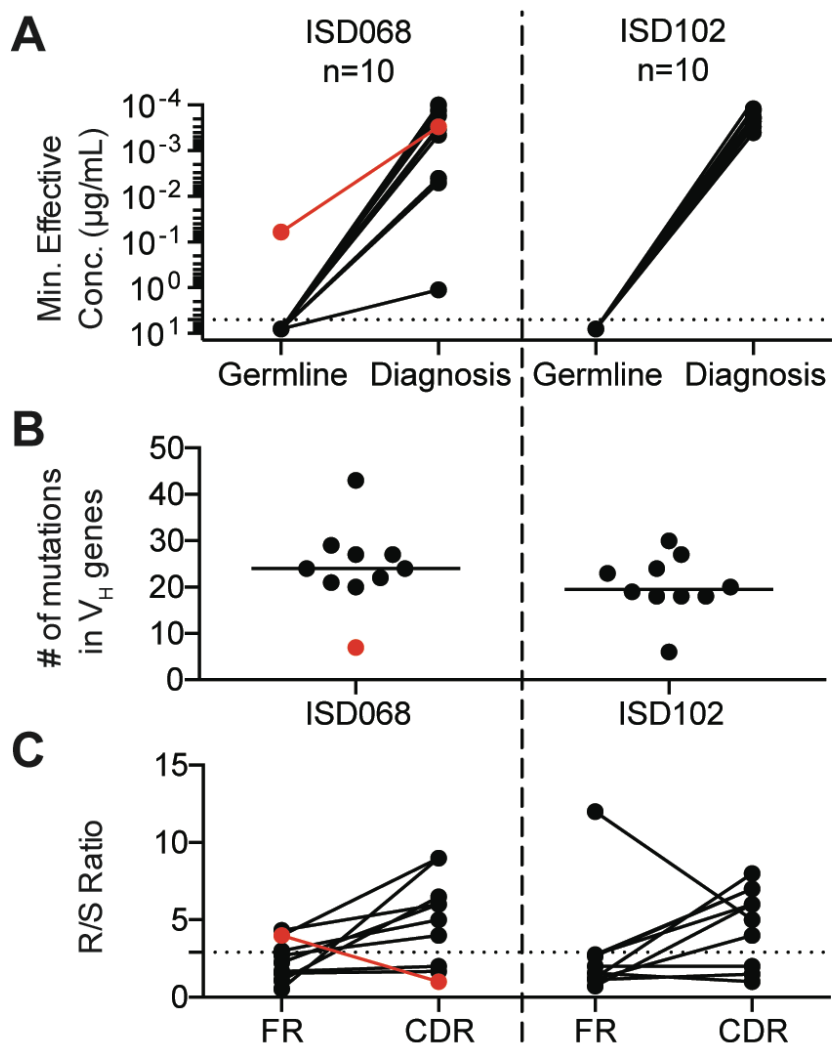 A
ISD068
n=10
ISD102
n=10
Min. Effective
Conc. (µg/mL)
10⁻⁴
10⁻³
10⁻²
10⁻¹
10⁰
10¹
Germline Diagnosis Germline Diagnosis
B
# of mutations
in V_H genes
50
40
30
20
10
0
ISD068 ISD102
C
R/S Ratio
15
10
5
0
FR CDR FR CDR